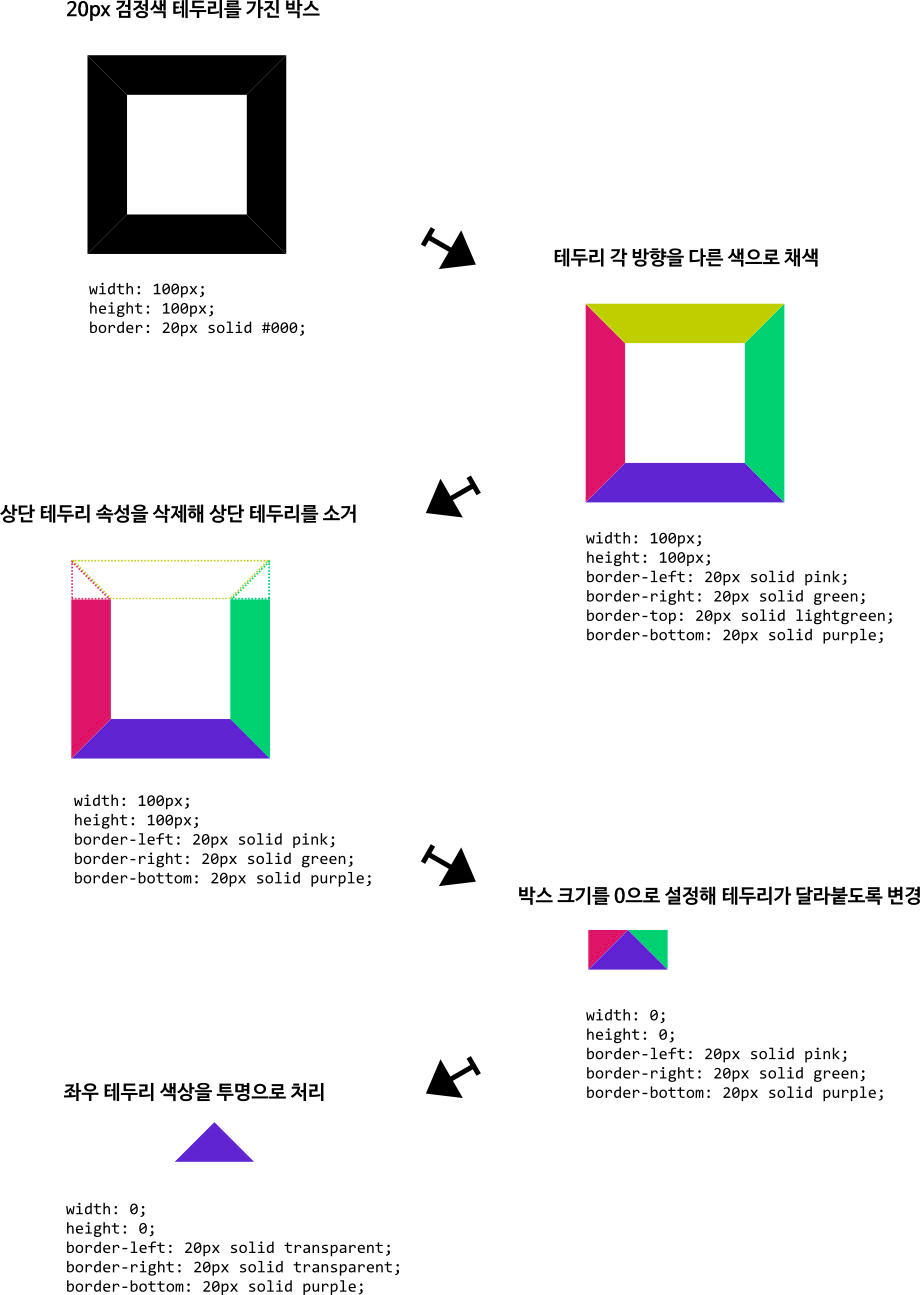 20px 검정색 테두리를 가진 박스
width: 100px;
height: 100px;
border: 20px solid #000;
테두리 각 방향을 다른 색으로 채색
width: 100px;
height: 100px;
border-left: 20px solid pink;
border-right: 20px solid green;
border-top: 20px solid lightgreen;
border-bottom: 20px solid purple;
상단 테두리 속성을 삭제해 상단 테두리를 소거
width: 100px;
height: 100px;
border-left: 20px solid pink;
border-right: 20px solid green;
border-bottom: 20px solid purple;
박스 크기를 0으로 설정해 테두리가 달라붙도록 변경
width: 0;
height: 0;
border-left: 20px solid pink;
border-right: 20px solid green;
border-bottom: 20px solid purple;
좌우 테두리 색상을 투명으로 처리
width: 0;
height: 0;
border-left: 20px solid transparent;
border-right: 20px solid transparent;
border-bottom: 20px solid purple;